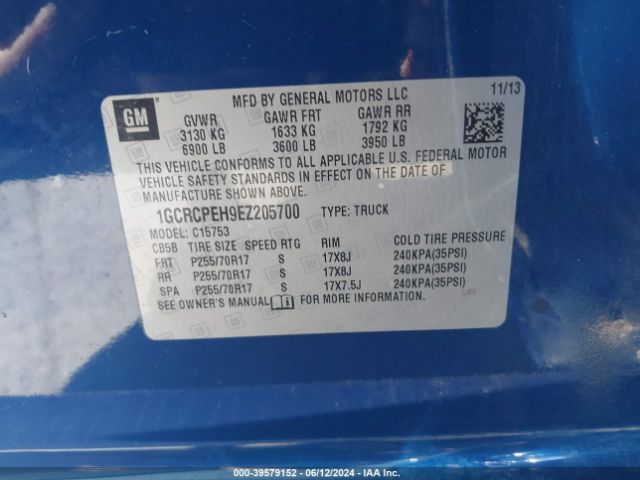 GM
MFD BY GENERAL MOTORS LLC 11/13
GVWR GAWR FRT GAWR RR
3130 KG 1633 KG 1792 KG
6900 LB 3600 LB 3950 LB
THIS VEHICLE CONFORMS TO ALL APPLICABLE U.S. FEDERAL MOTOR
VEHICLE SAFETY STANDARDS IN EFFECT ON THE DATE OF
MANUFACTURE SHOWN ABOVE.
1GCRCPEH9EZ205700 TYPE: TRUCK
MODEL: C15753
CB5B TIRE SIZE SPEED RTG RIM COLD TIRE PRESSURE
FRT P255/70R17 S 17X8J 240KPA(35PSI)
RR P255/70R17 S 17X8J 240KPA(35PSI)
SPA P255/70R17 S 17X7.5J 240KPA(35PSI)
SEE OWNER'S MANUAL FOR MORE INFORMATION.
000-39579152 - 06/12/2024 - IAA Inc.